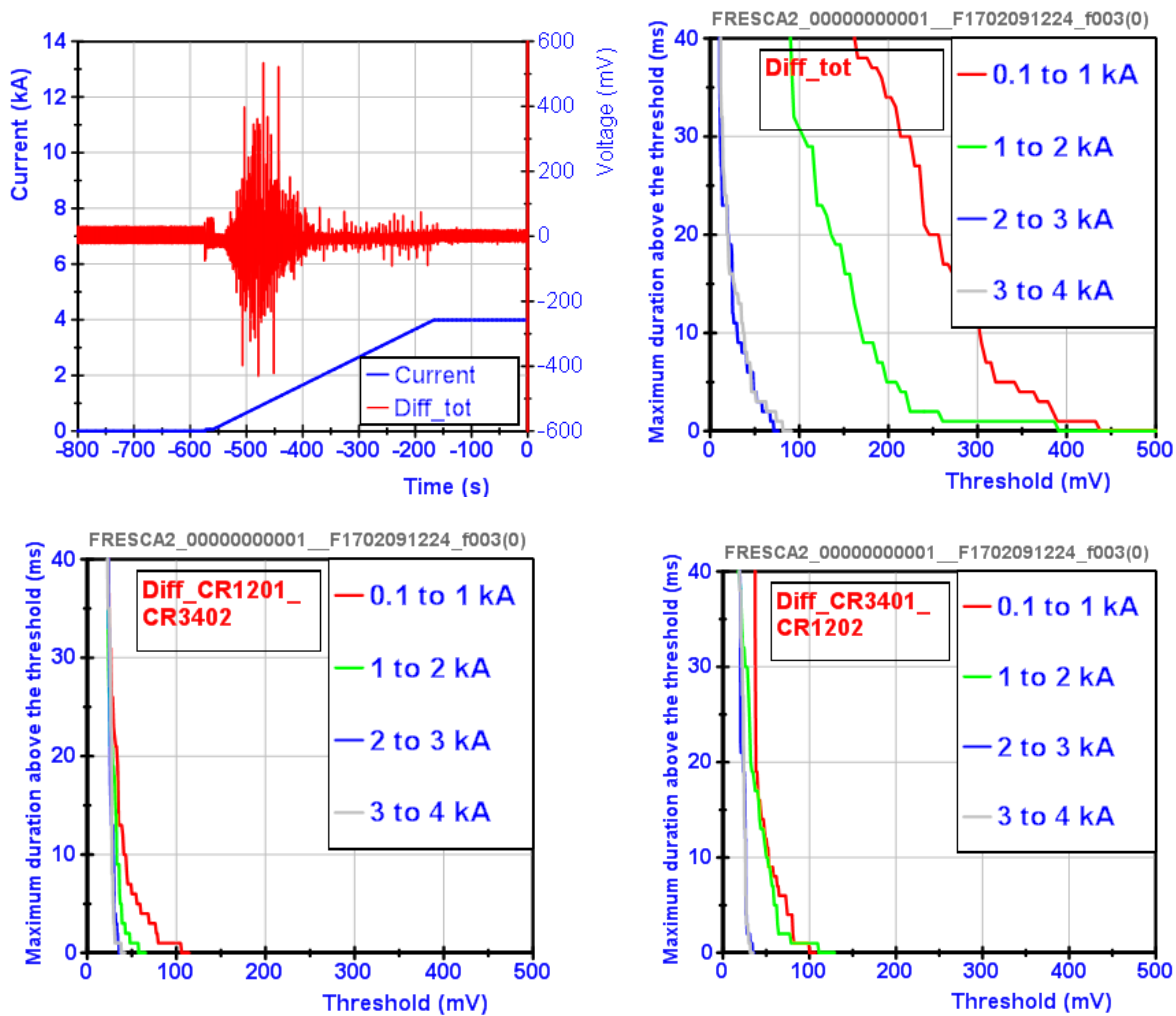 Current (kA)
14
12
10
8
6
4
2
0
600
400
200
0
-200
-400
-600
Voltage (mV)
Current
Diff_tot
-800 -700 -600 -500 -400 -300 -200 -100 0
Time (s)
FRESCA2_00000000001__F1702091224_f003(0)
Maximum duration above the threshold (ms)
40
30
20
10
0
Diff_tot
0.1 to 1 kA
1 to 2 kA
2 to 3 kA
3 to 4 kA
0 100 200 300 400 500
Threshold (mV)
FRESCA2_00000000001__F1702091224_f003(0)
Maximum duration above the threshold (ms)
40
30
20
10
0
Diff_CR1201_
CR3402
0.1 to 1 kA
1 to 2 kA
2 to 3 kA
3 to 4 kA
0 100 200 300 400 500
Threshold (mV)
FRESCA2_00000000001__F1702091224_f003(0)
Maximum duration above the threshold (ms)
40
30
20
10
0
Diff_CR3401_
CR1202
0.1 to 1 kA
1 to 2 kA
2 to 3 kA
3 to 4 kA
0 100 200 300 400 500
Threshold (mV)